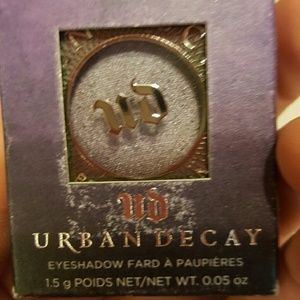 UD
UD
URBAN DECAY
EYESHADOW FARD À PAUPIÈRES
1.5 g POIDS NET/NET WT. 0.05 oz